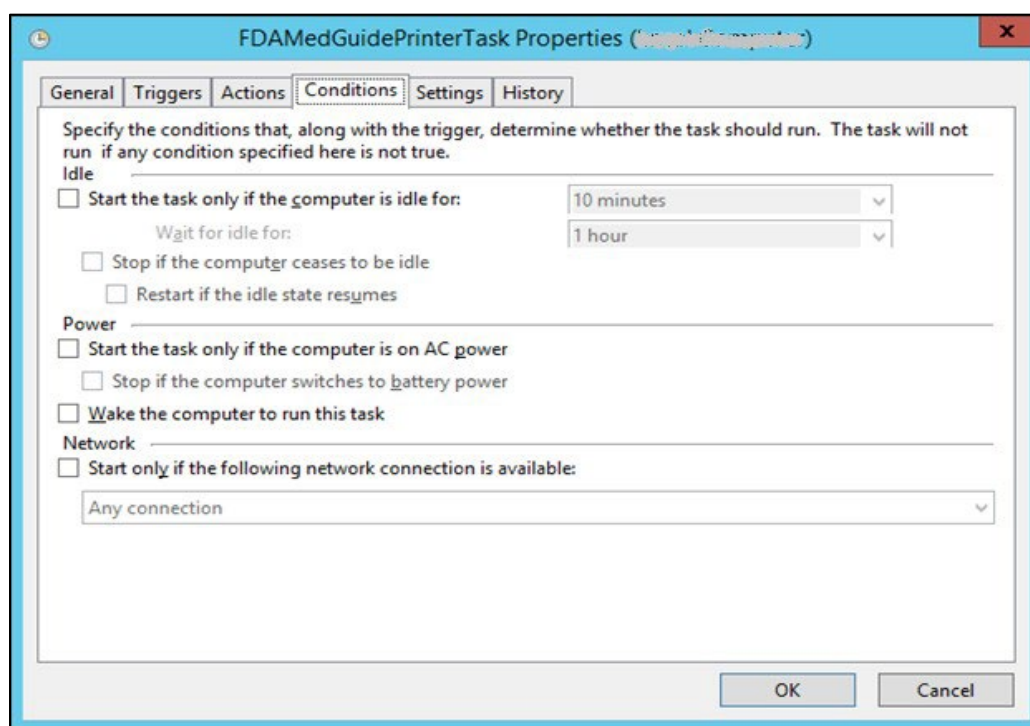 FDAMedGuidePrinterTask Properties ( )
x
General Triggers Actions Conditions Settings History
Specify the conditions that, along with the trigger, determine whether the task should run. The task will not
run if any condition specified here is not true.
Idle
Start the task only if the computer is idle for: 10 minutes
Wait for idle for: 1 hour
Stop if the computer ceases to be idle
Restart if the idle state resumes
Power
Start the task only if the computer is on AC power
Stop if the computer switches to battery power
Wake the computer to run this task
Network
Start only if the following network connection is available:
Any connection
OK Cancel